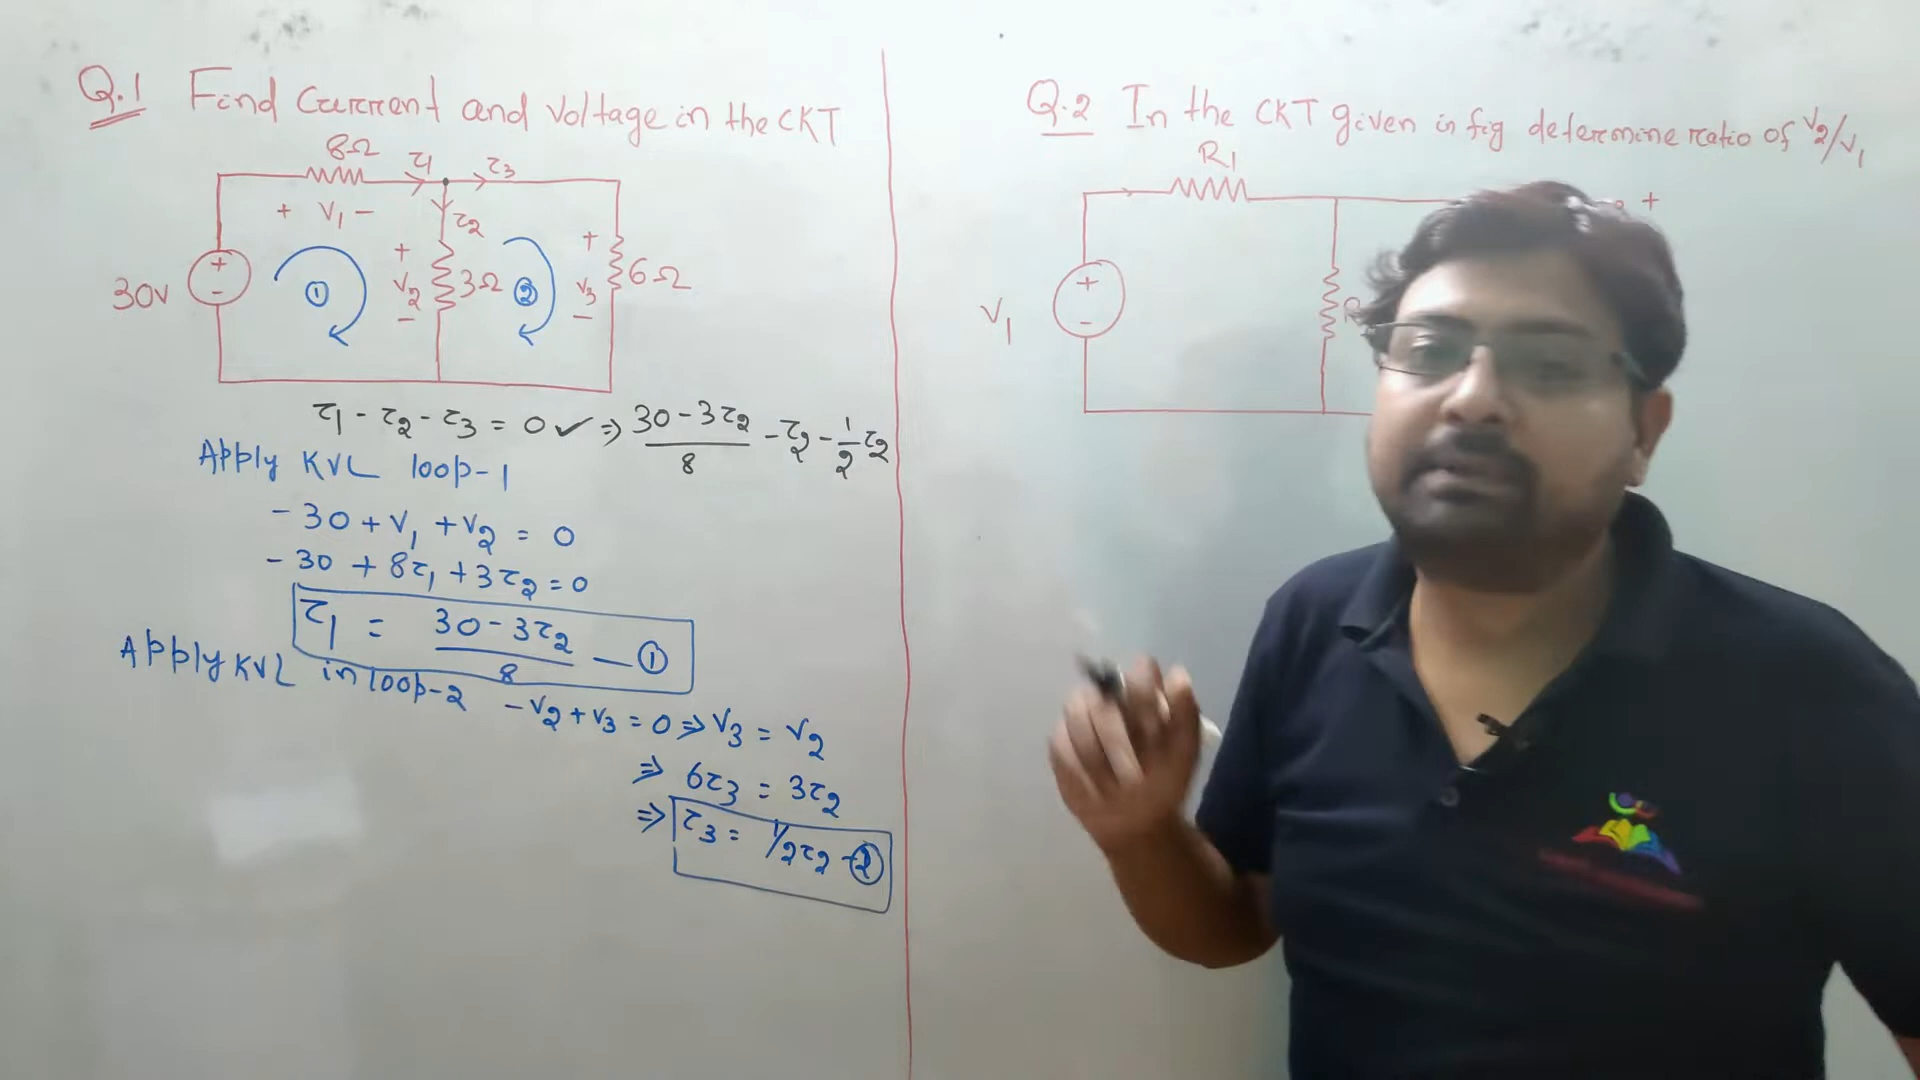 Q.1 Find Current and Voltage in the CKT
8Ω i1 i3
+ V1 - i2
30V + - 1 + V2 - 3Ω 2 + V3 - 6Ω
i1 - i2 - i3 = 0 ✓ ⇒ 30 - 3i2 / 8 - i2 - 1/2 i2
Apply KVL loop-1
- 30 + V1 + V2 = 0
- 30 + 8i1 + 3i2 = 0
i1 = 30 - 3i2 / 8 — ①
Apply KVL in loop-2 - V2 + V3 = 0 ⇒ V3 = V2
⇒ 6i3 = 3i2
⇒ i3 = 1/2 i2 - ②
Q.2 In the CKT given in fig determine ratio of V2/V1
R1
+
V1 + -